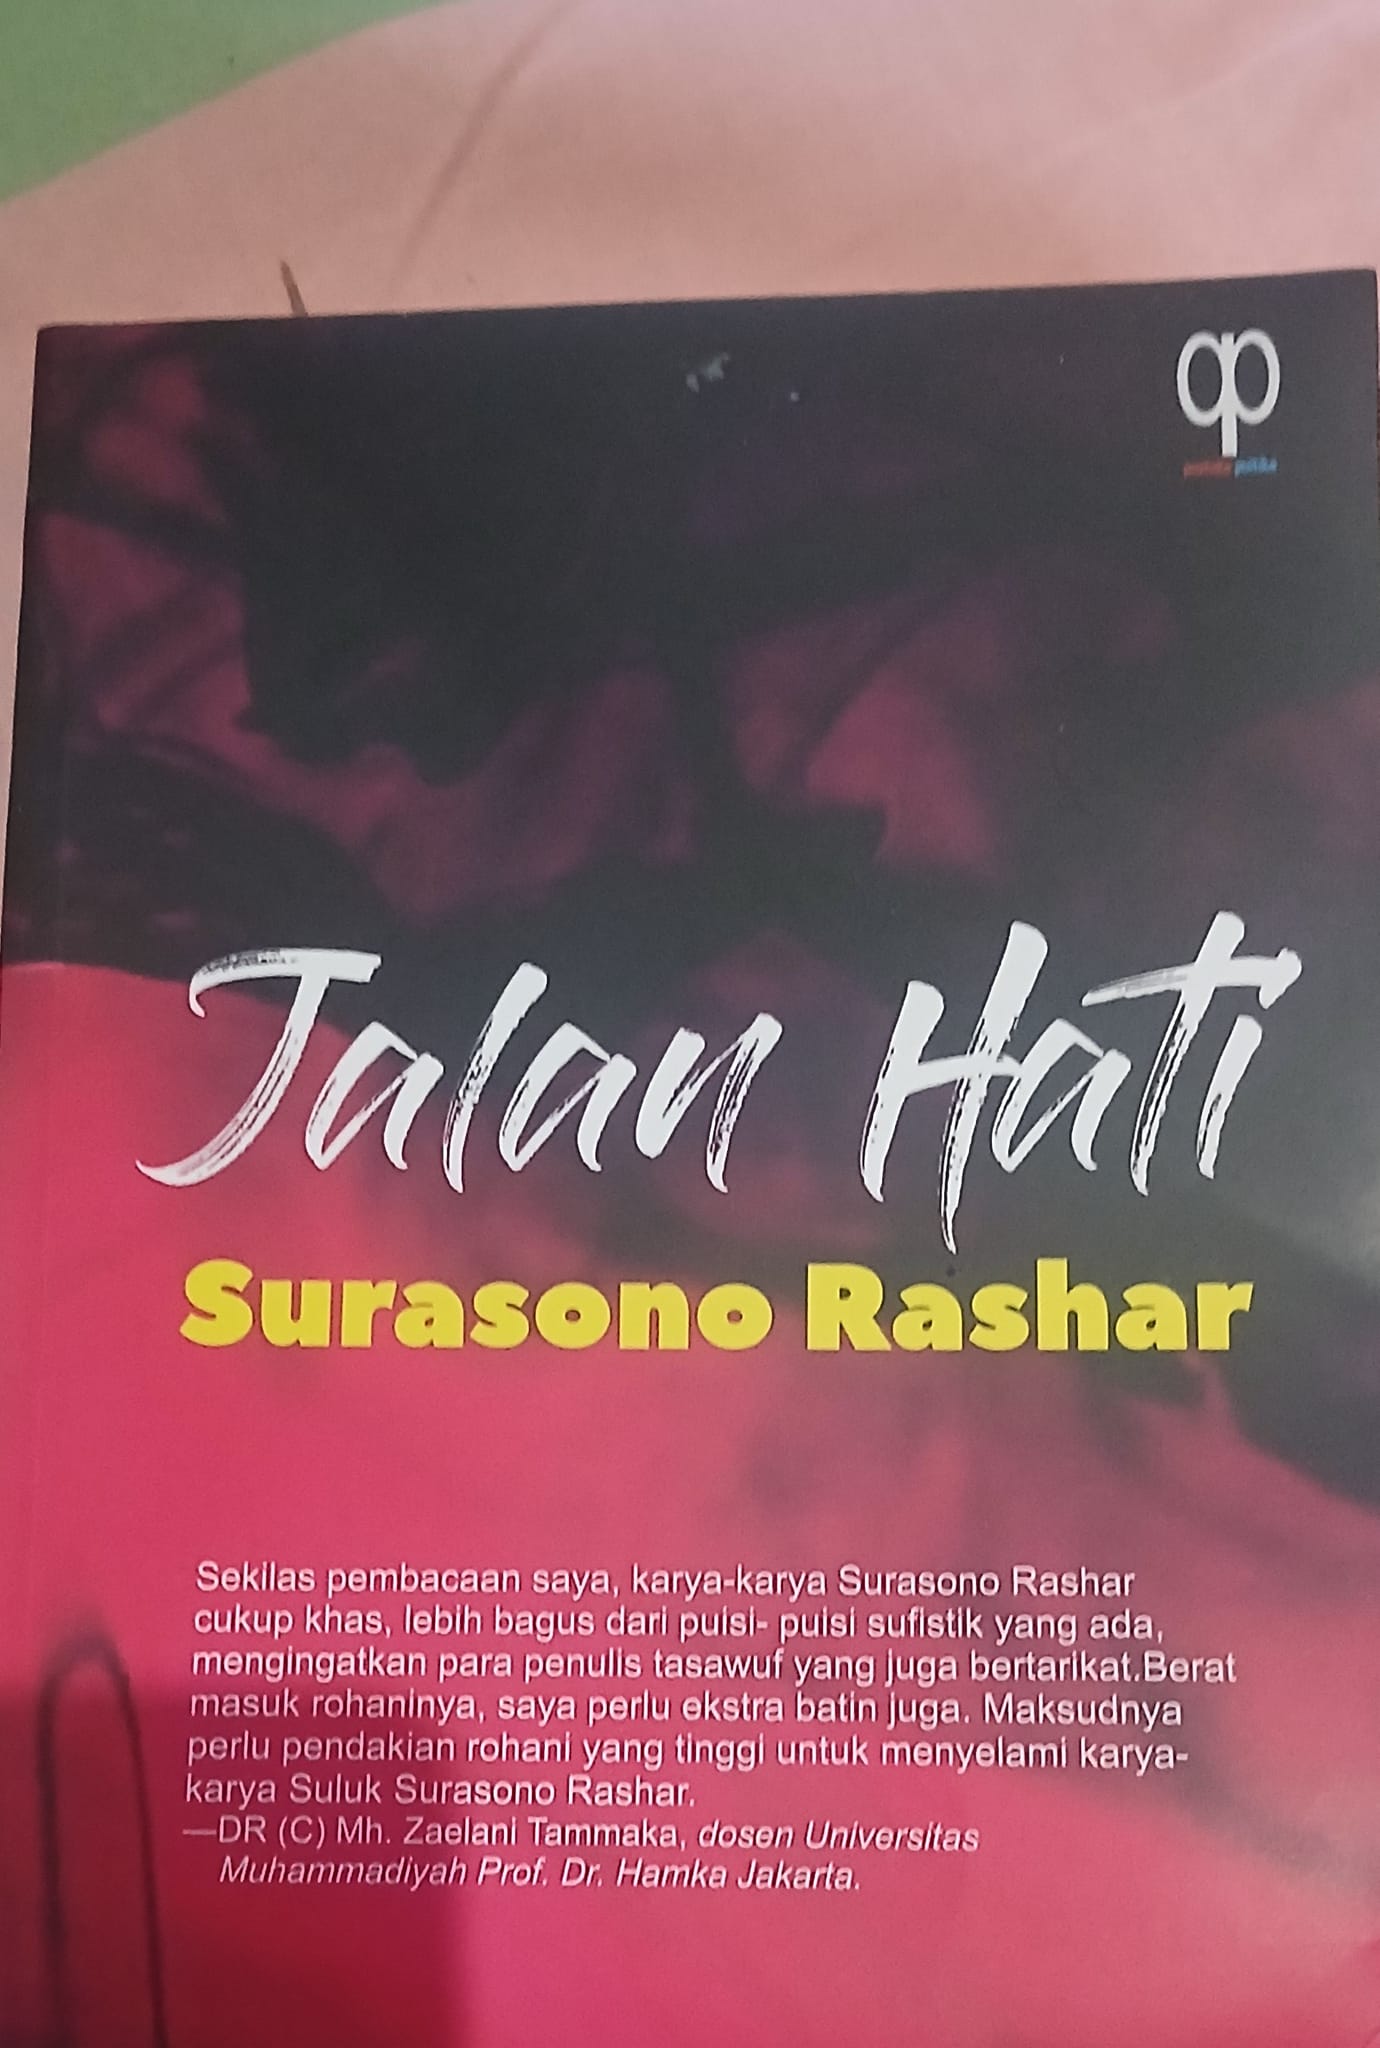 Jalan Hati
Surasono Rashar
Sekilas pembacaan saya, karya-karya Surasono Rashar
cukup khas, lebih bagus dari puisi- puisi sufistik yang ada,
mengingatkan para penulis tasawuf yang juga bertarikat.Berat
masuk rohaninya, saya perlu ekstra batin juga. Maksudnya
perlu pendakian rohani yang tinggi untuk menyelami karya-
karya Suluk Surasono Rashar.
—DR (C) Mh. Zaelani Tammaka, dosen Universitas
Muhammadiyah Prof. Dr. Hamka Jakarta.